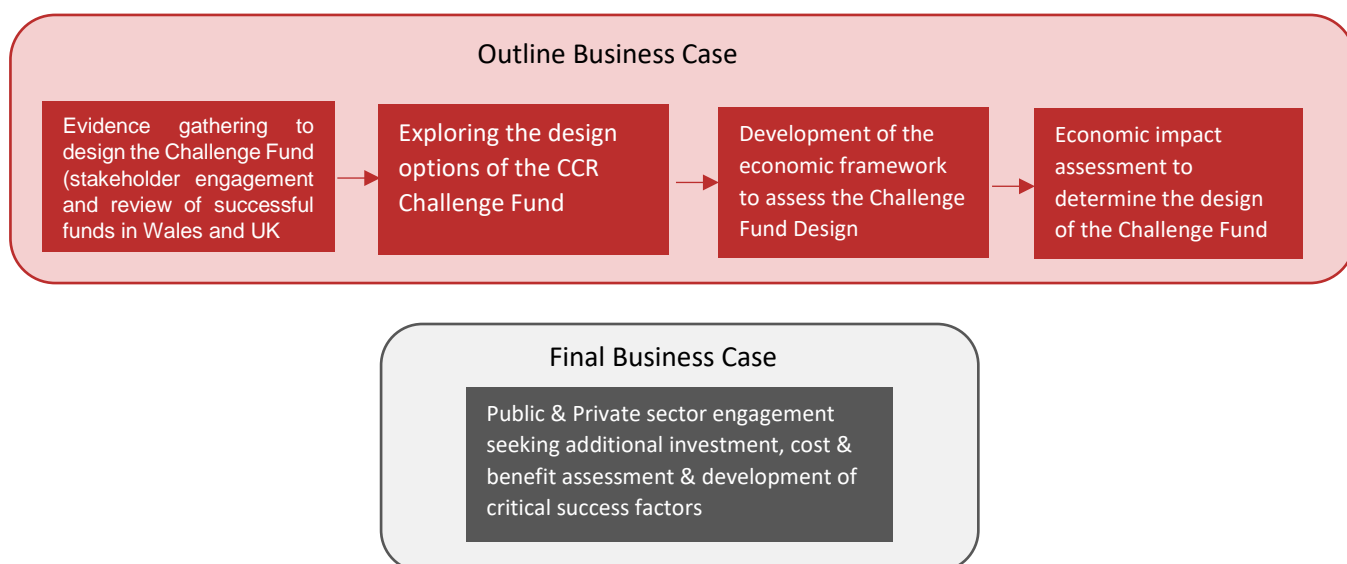 Outline Business Case
Evidence gathering to
design the Challenge Fund
(stakeholder engagement
and review of successful
funds in Wales and UK
Exploring the design
options of the CCR
Challenge Fund
Development of the
economic framework
to assess the Challenge
Fund Design
Economic impact
assessment to
determine the design
of the Challenge Fund
Final Business Case
Public & Private sector engagement
seeking additional investment, cost &
benefit assessment & development of
critical success factors